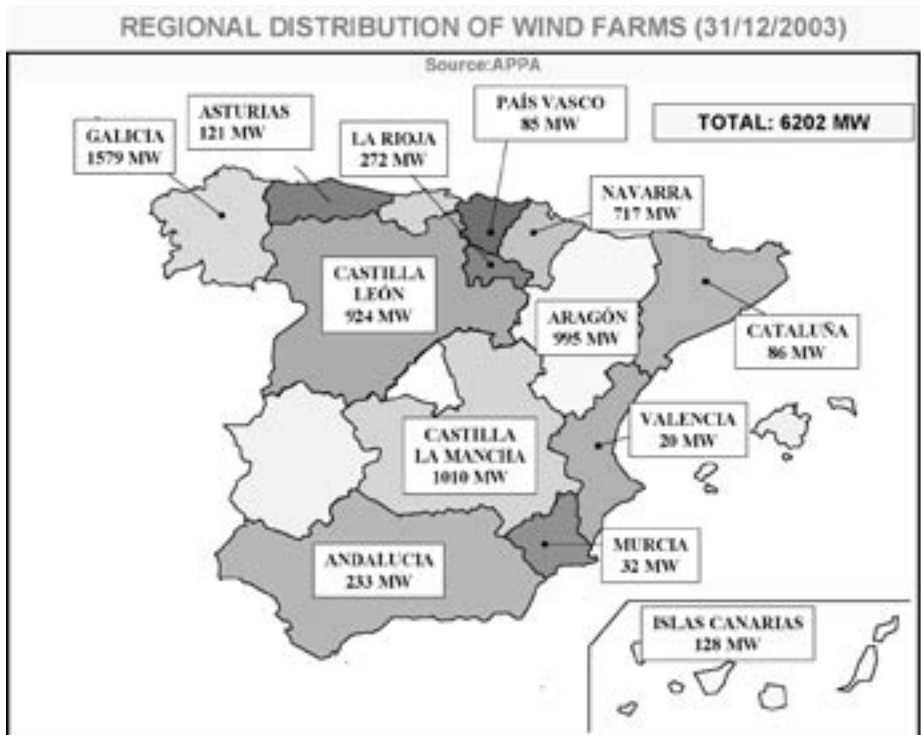 REGIONAL DISTRIBUTION OF WIND FARMS (31/12/2003)
Source:APPA
ASTURIAS
121 MW
PAÍS VASCO
85 MW
TOTAL: 6202 MW
GALICIA
1579 MW
LA RIOJA
272 MW
NAVARRA
717 MW
CASTILLA
LEÓN
924 MW
ARAGÓN
995 MW
CATALUÑA
86 MW
CASTILLA
LA MANCHA
1010 MW
VALENCIA
20 MW
ANDALUCIA
233 MW
MURCIA
32 MW
ISLAS CANARIAS
128 MW